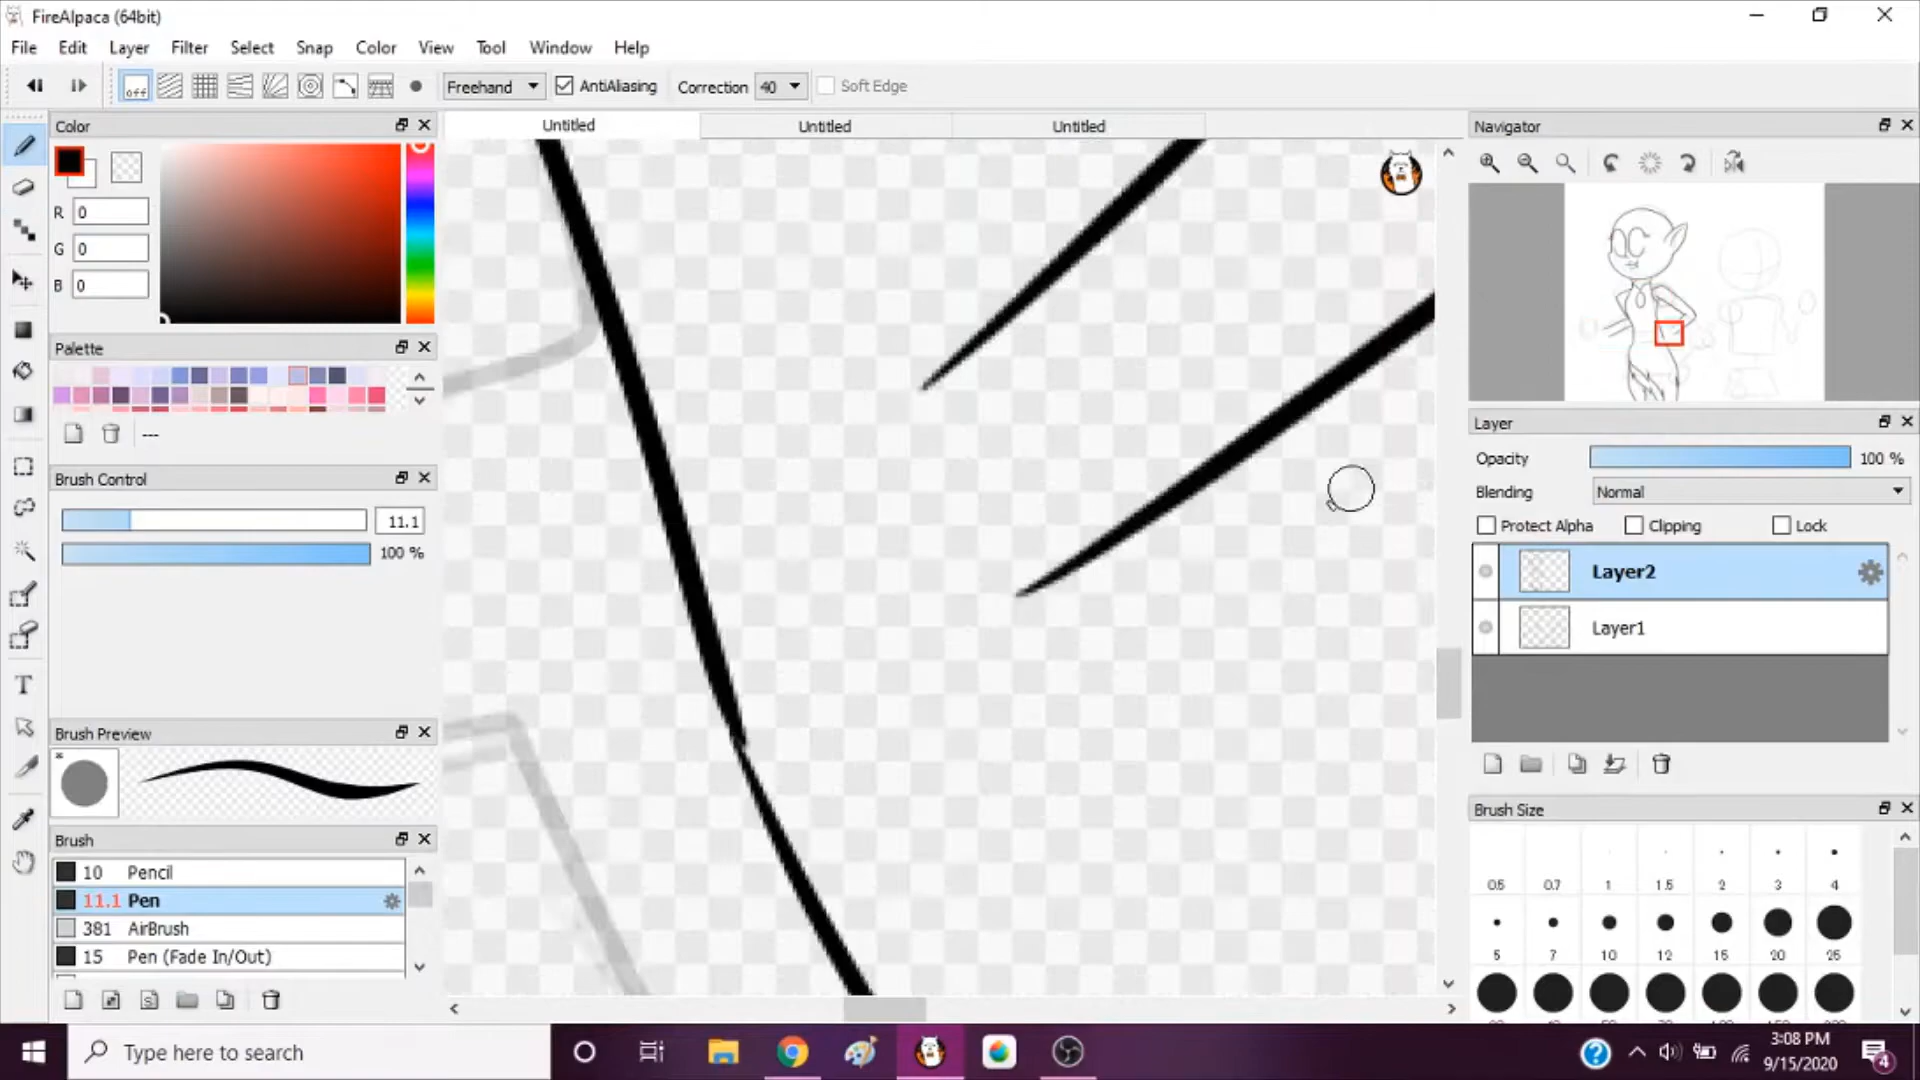 FireAlpaca (64bit)
File Edit Layer Filter Select Snap Color View Tool Window Help
off Freehand AntiAliasing Correction 40 Soft Edge
Color
R 0
G 0
B 0
Palette
---
Brush Control
11.1
100 %
Brush Preview
Brush
10 Pencil
11.1 Pen
381 AirBrush
15 Pen (Fade In/Out)
Untitled Untitled Untitled
Navigator
Layer
Opacity 100 %
Blending Normal
Protect Alpha Clipping Lock
Layer2
Layer1
Brush Size
0.5 0.7 1 1.5 2 3 4
5 7 10 12 15 20 25
Type here to search
3:08 PM
9/15/2020
4